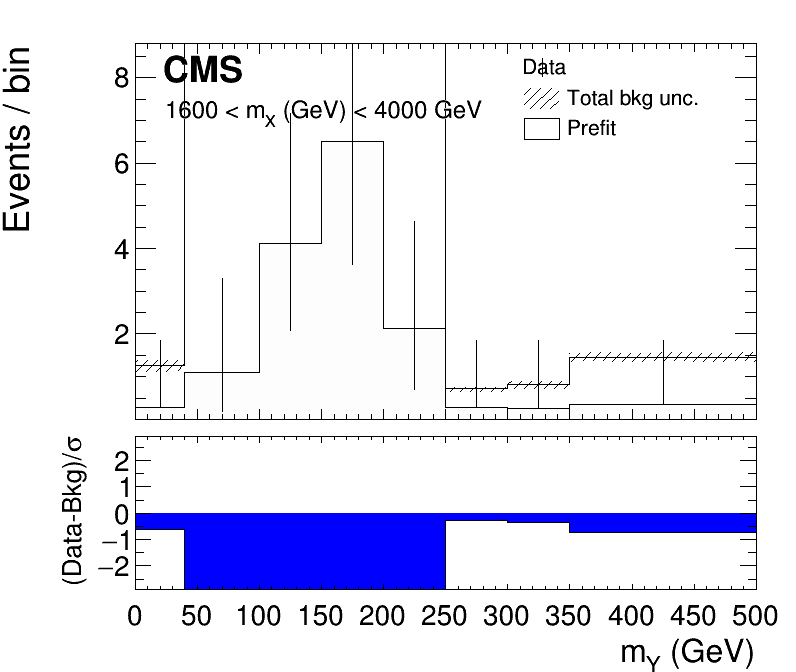 CMS
1600 < mX (GeV) < 4000 GeV
Data
Total bkg unc.
Prefit
Events / bin
8
6
4
2
(Data-Bkg)/σ
2
1
0
−1
−2
0 50 100 150 200 250 300 350 400 450 500
mY (GeV)